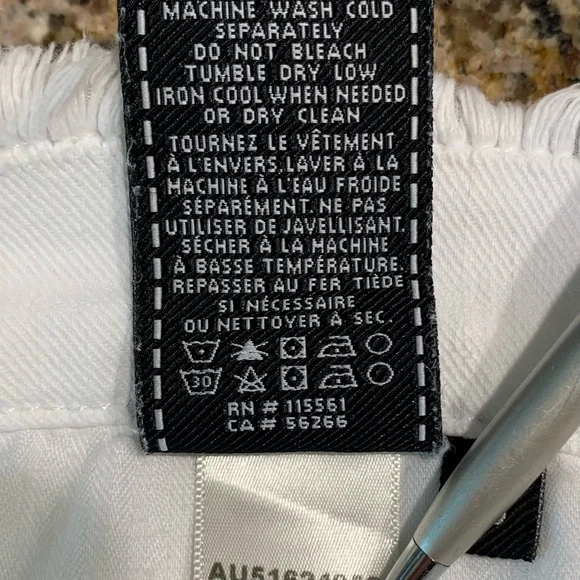 MACHINE WASH COLD
SEPARATELY
DO NOT BLEACH
TUMBLE DRY LOW
IRON COOL WHEN NEEDED
OR DRY CLEAN
TOURNEZ LE VÊTEMENT
À L'ENVERS, LAVER À LA
MACHINE À L'EAU FROIDE
SÉPARÉMENT. NE PAS
UTILISER DE JAVELLISANT.
SÉCHER À LA MACHINE
À BASSE TEMPÉRATURE.
REPASSER AU FER TIÈDE
SI NÉCESSAIRE
OU NETTOYER À SEC.
30
RN # 115561
CA # 56266